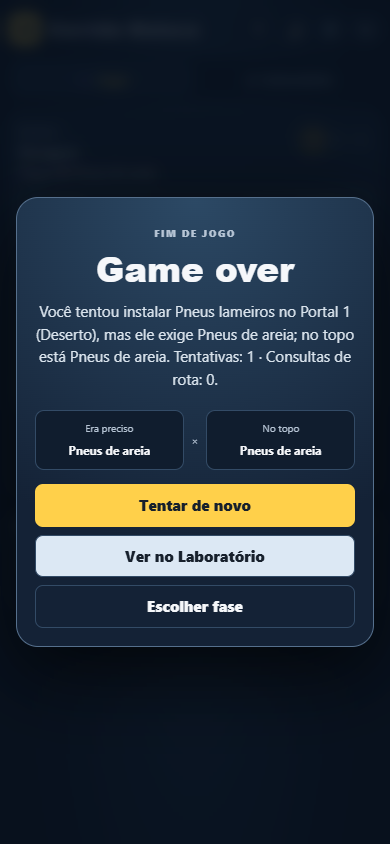 FIM DE JOGO
Game over
Você tentou instalar Pneus lameiros no Portal 1
(Deserto), mas ele exige Pneus de areia; no topo
está Pneus de areia. Tentativas: 1 · Consultas de
rota: 0.
Era preciso
Pneus de areia
×
No topo
Pneus de areia
Tentar de novo
Ver no Laboratório
Escolher fase